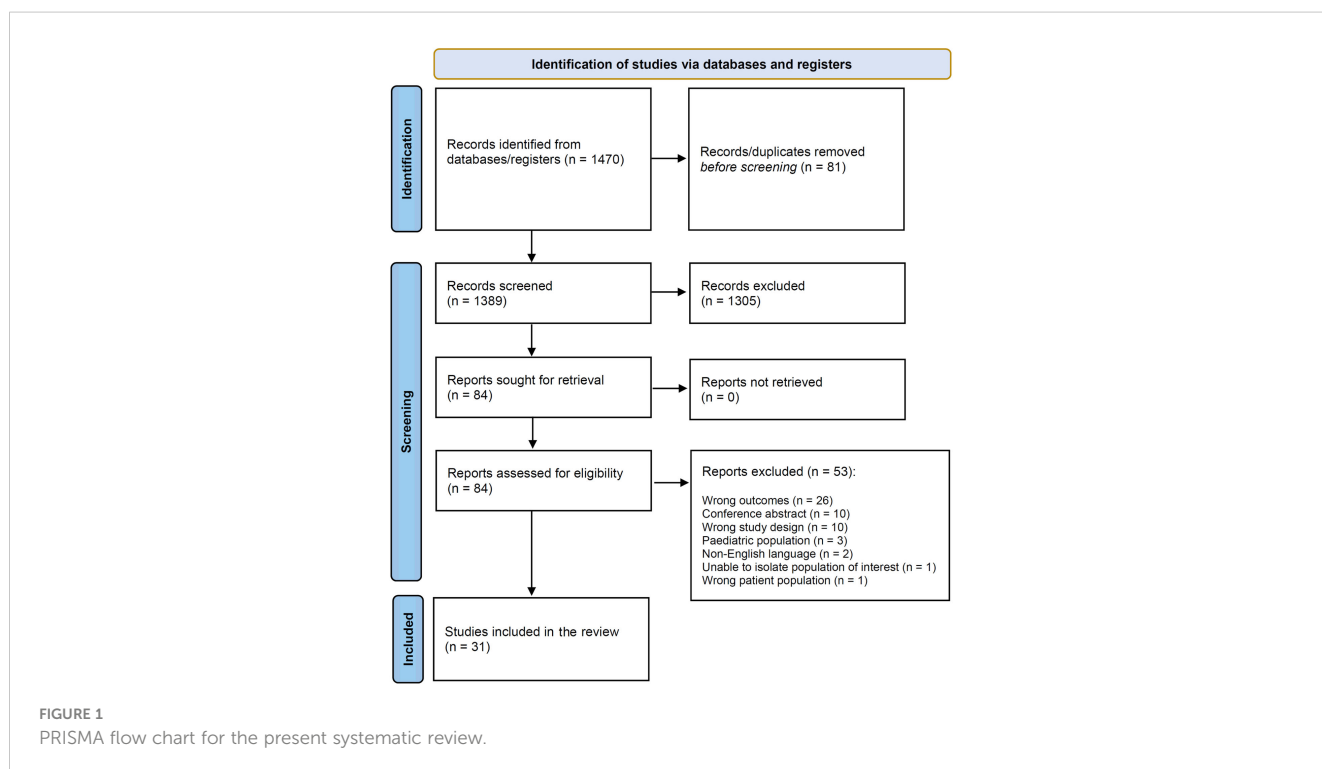 Identification of studies via databases and registers
Identification
Records identified from
databases/registers (n = 1470)
Records/duplicates removed
before screening (n = 81)
Screening
Records screened
(n = 1389)
Records excluded
(n = 1305)
Reports sought for retrieval
(n = 84)
Reports not retrieved
(n = 0)
Reports assessed for eligibility
(n = 84)
Reports excluded (n = 53):
Wrong outcomes (n = 26)
Conference abstract (n = 10)
Wrong study design (n = 10)
Paediatric population (n = 3)
Non-English language (n = 2)
Unable to isolate population of interest (n = 1)
Wrong patient population (n = 1)
Included
Studies included in the review
(n = 31)
FIGURE 1
PRISMA flow chart for the present systematic review.